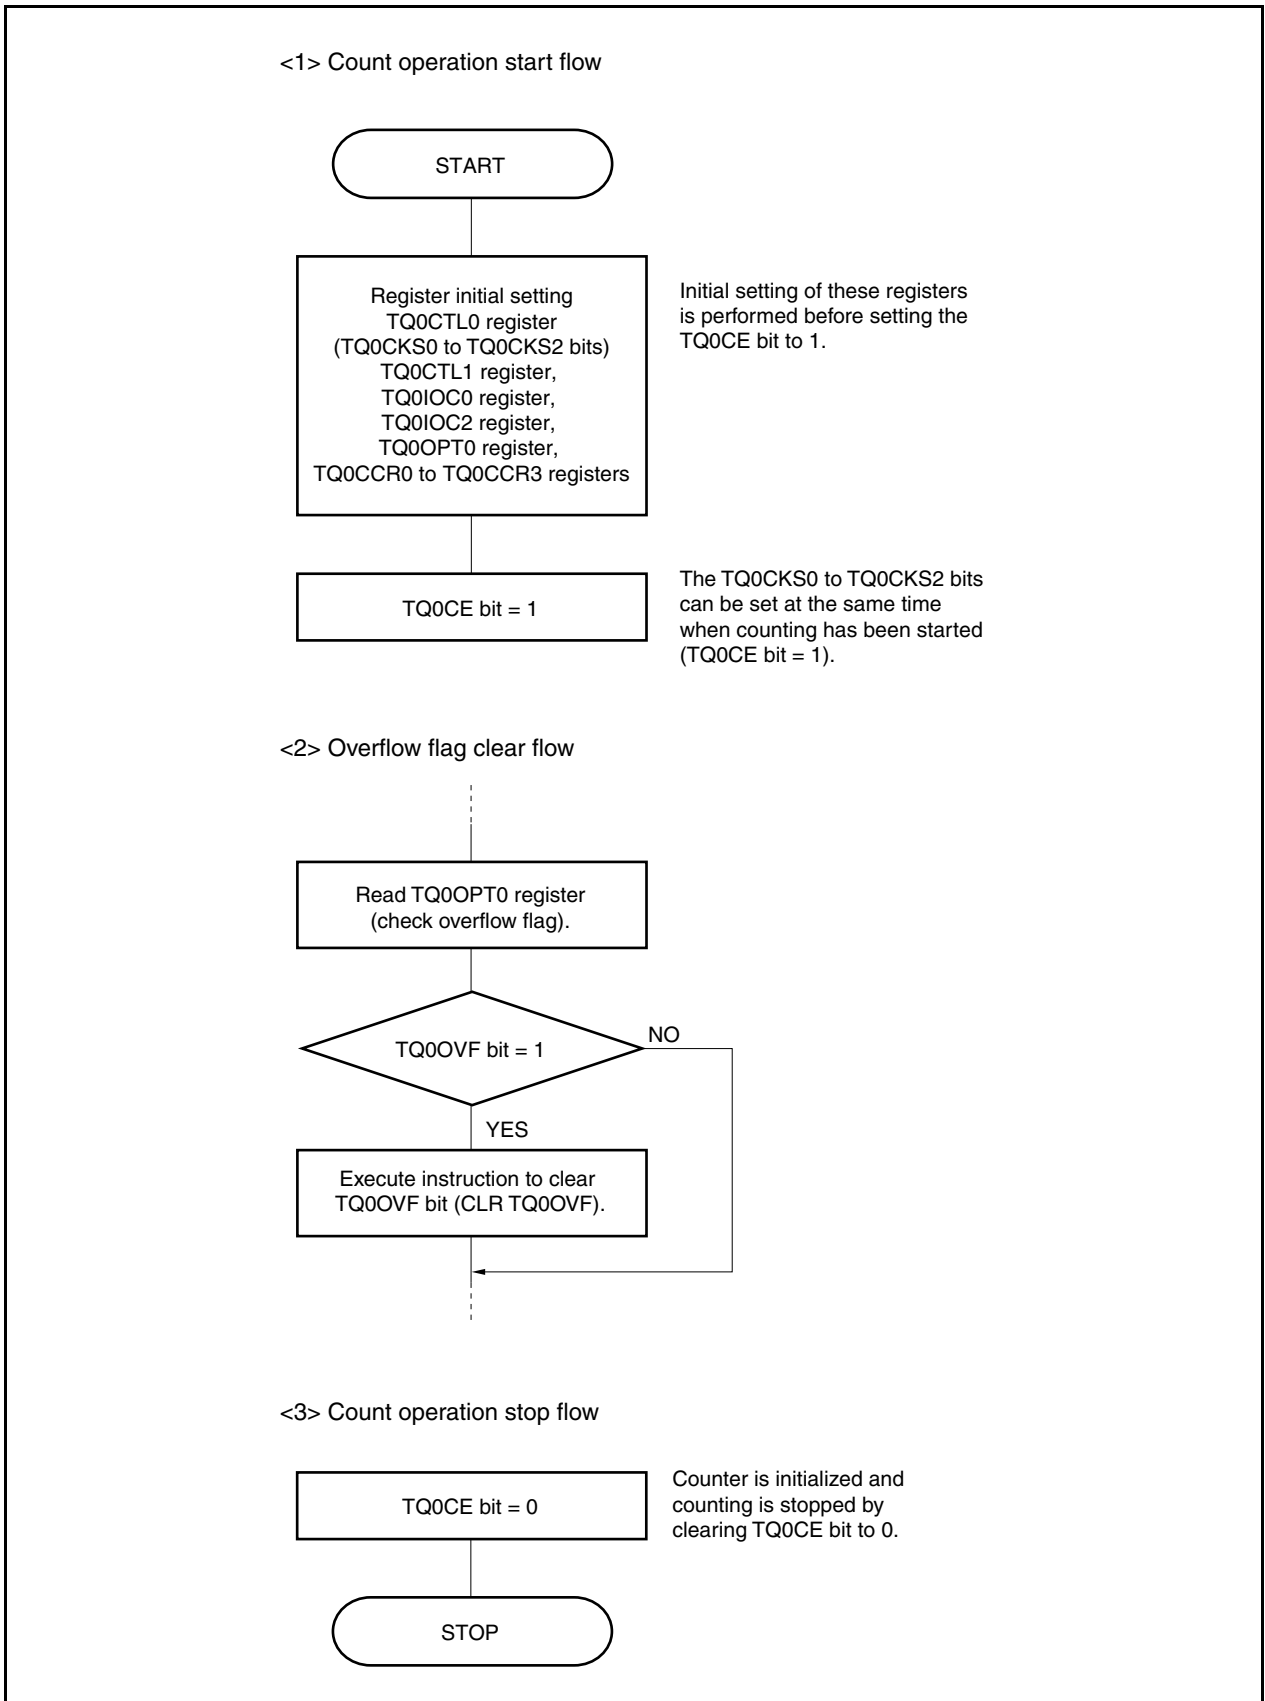 <1> Count operation start flow
START
Register initial setting
TQ0CTL0 register
(TQ0CKS0 to TQ0CKS2 bits)
TQ0CTL1 register,
TQ0IOC0 register,
TQ0IOC2 register,
TQ0OPT0 register,
TQ0CCR0 to TQ0CCR3 registers
Initial setting of these registers
is performed before setting the
TQ0CE bit to 1.
TQ0CE bit = 1
The TQ0CKS0 to TQ0CKS2 bits
can be set at the same time
when counting has been started
(TQ0CE bit = 1).
<2> Overflow flag clear flow
Read TQ0OPT0 register
(check overflow flag).
TQ0OVF bit = 1
NO
YES
Execute instruction to clear
TQ0OVF bit (CLR TQ0OVF).
<3> Count operation stop flow
TQ0CE bit = 0
Counter is initialized and
counting is stopped by
clearing TQ0CE bit to 0.
STOP